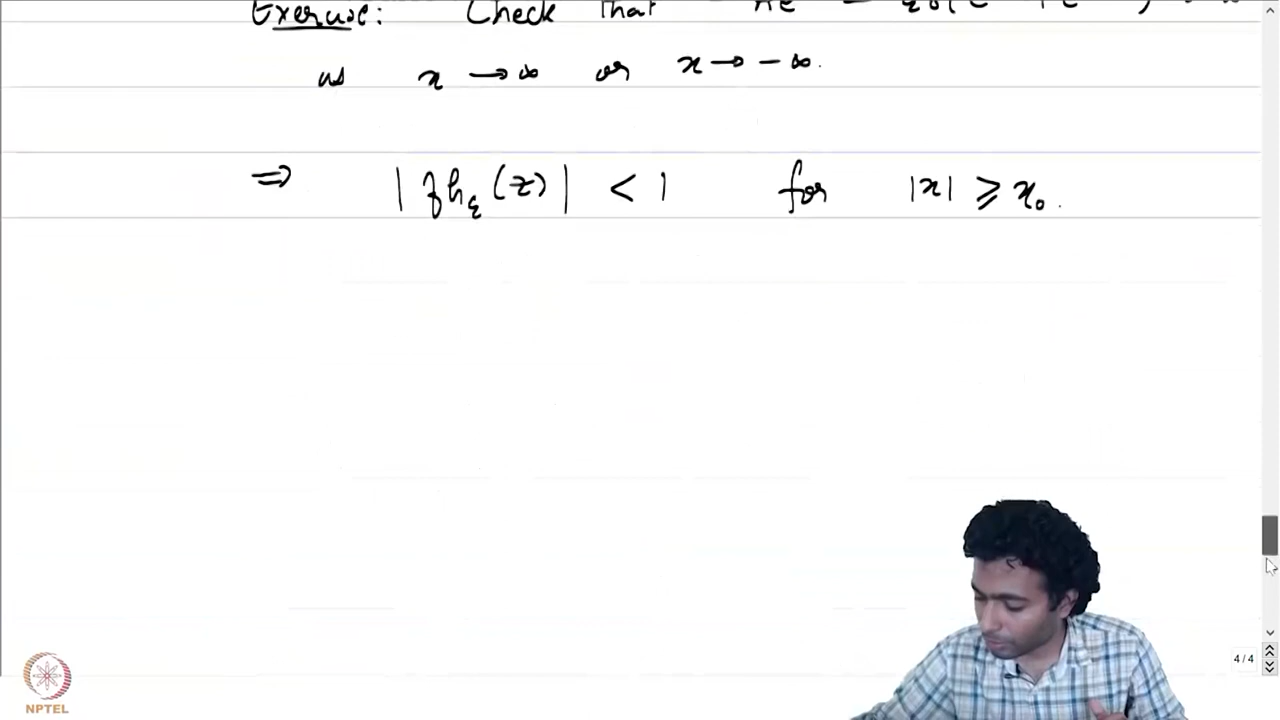 Exercise: Check that
as x → ∞ or x → − ∞.
⇒ | f h_ε (z) | < 1 for |x| ⩾ x₀.
4 / 4
NPTEL